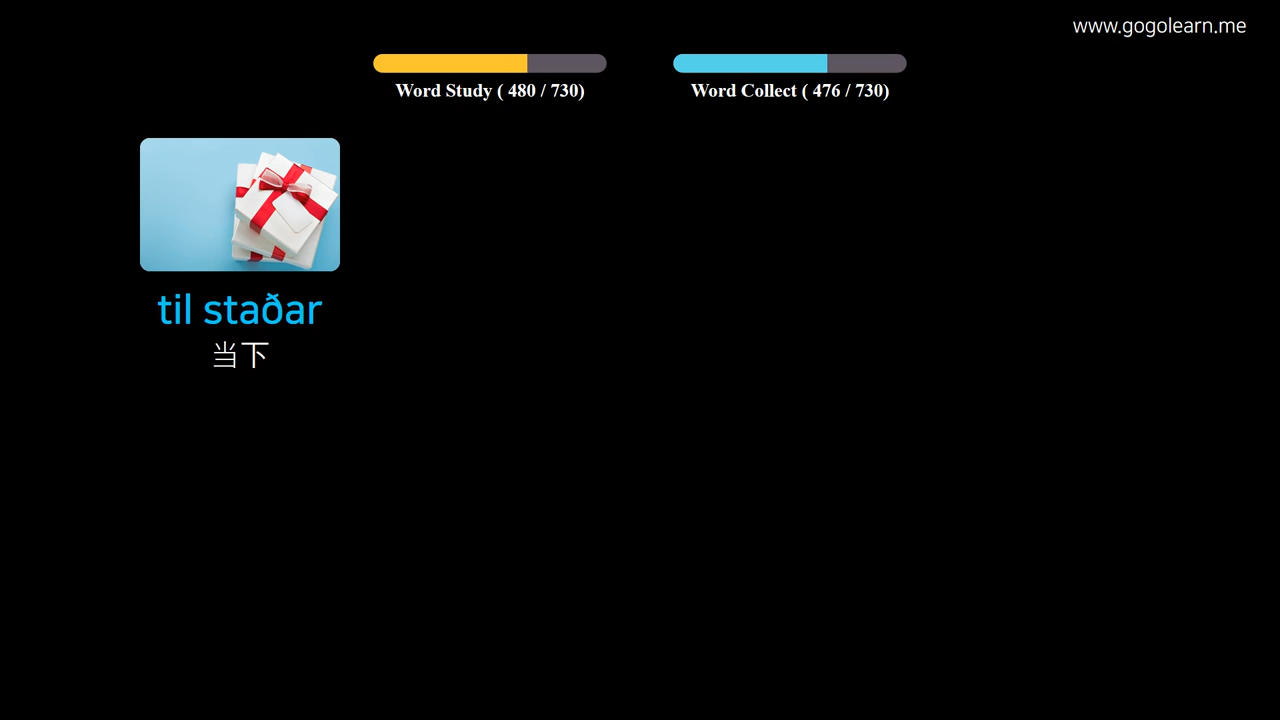 www.gogolearn.me
Word Study ( 480 / 730)
Word Collect ( 476 / 730)
til staðar
当下